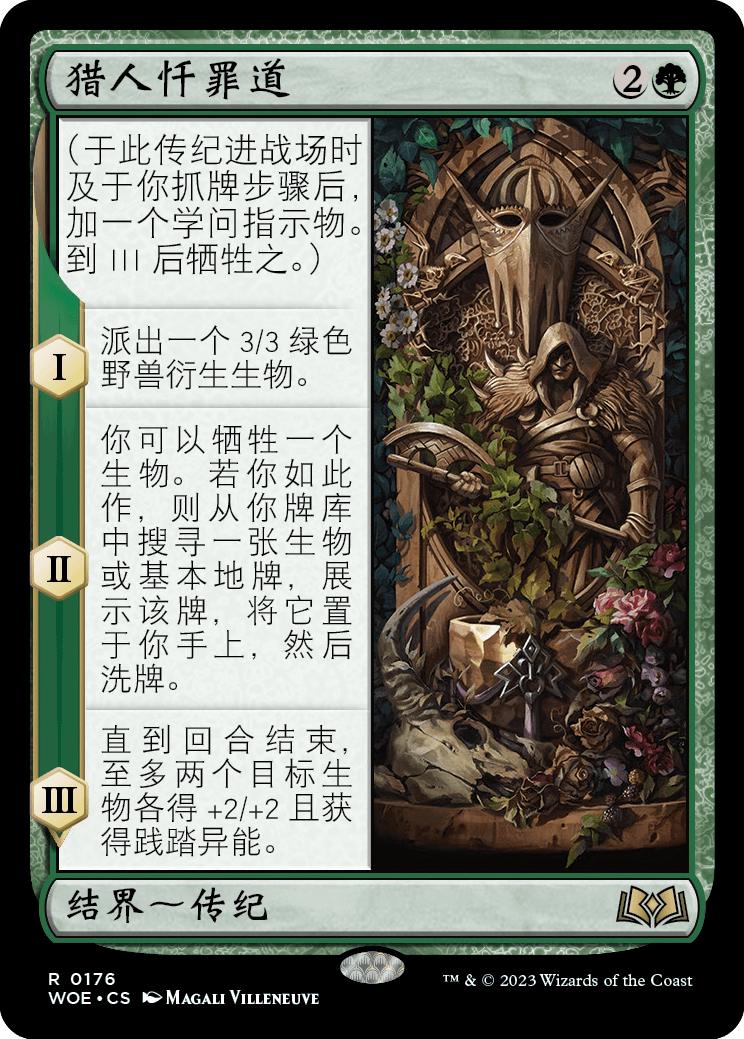 猎人忏罪道
2
（于此传纪进战场时
及于你抓牌步骤后，
加一个学问指示物。
到 III 后牺牲之。）
I
派出一个 3/3 绿色
野兽衍生生物。
II
你可以牺牲一个
生物。若你如此
作，则从你牌库
中搜寻一张生物
或基本地牌，展
示该牌，将它置
于你手上，然后
洗牌。
III
直到回合结束，
至多两个目标生
物各得 +2/+2 且获
得践踏异能。
结界～传纪
R 0176
WOE • CS MAGALI VILLENEUVE
™ & © 2023 Wizards of the Coast